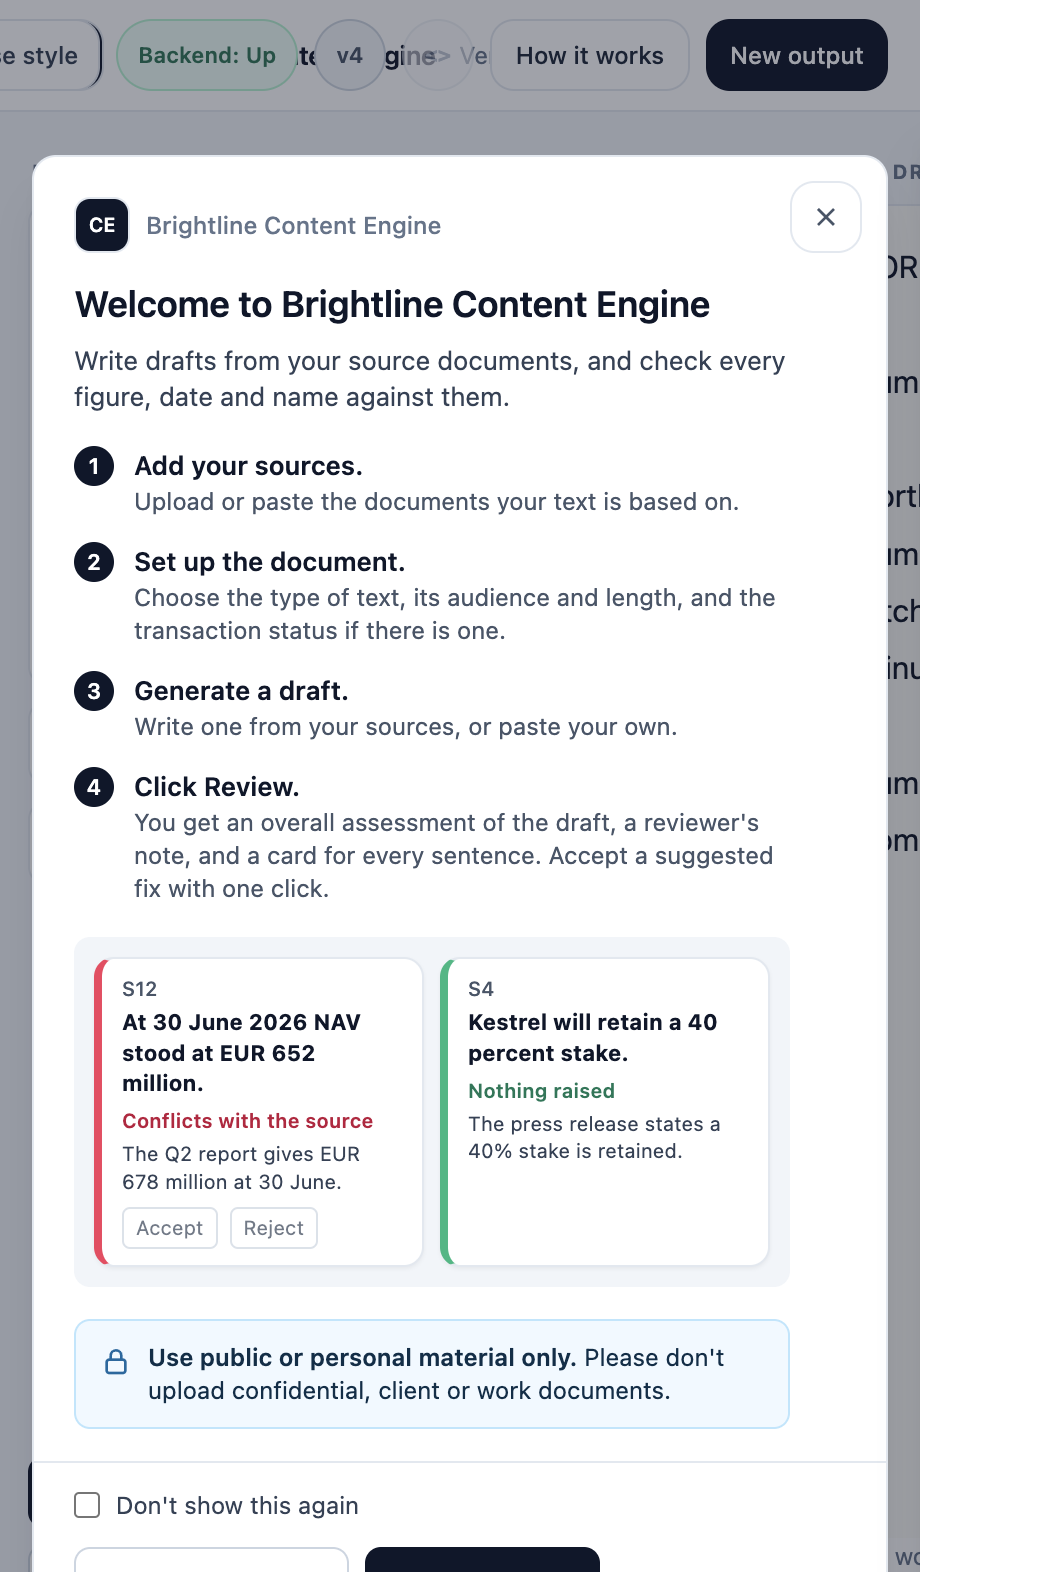 se style
Backend: Up
v4
Ve
How it works
New output
CE
Brightline Content Engine
Welcome to Brightline Content Engine
Write drafts from your source documents, and check every
figure, date and name against them.
1
Add your sources.
Upload or paste the documents your text is based on.
2
Set up the document.
Choose the type of text, its audience and length, and the
transaction status if there is one.
3
Generate a draft.
Write one from your sources, or paste your own.
4
Click Review.
You get an overall assessment of the draft, a reviewer's
note, and a card for every sentence. Accept a suggested
fix with one click.
S12
At 30 June 2026 NAV
stood at EUR 652
million.
Conflicts with the source
The Q2 report gives EUR
678 million at 30 June.
Accept
Reject
S4
Kestrel will retain a 40
percent stake.
Nothing raised
The press release states a
40% stake is retained.
Use public or personal material only. Please don't
upload confidential, client or work documents.
Don't show this again